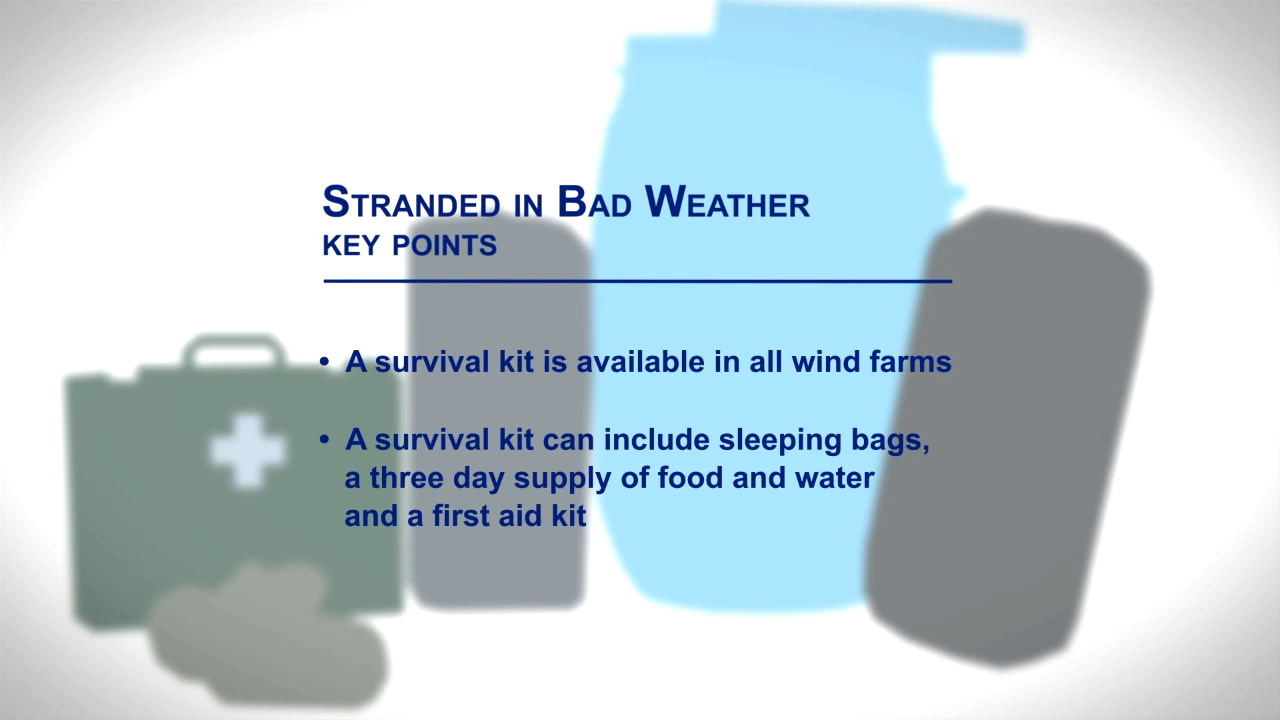 Stranded in Bad Weather
key points
• A survival kit is available in all wind farms
• A survival kit can include sleeping bags,
a three day supply of food and water
and a first aid kit